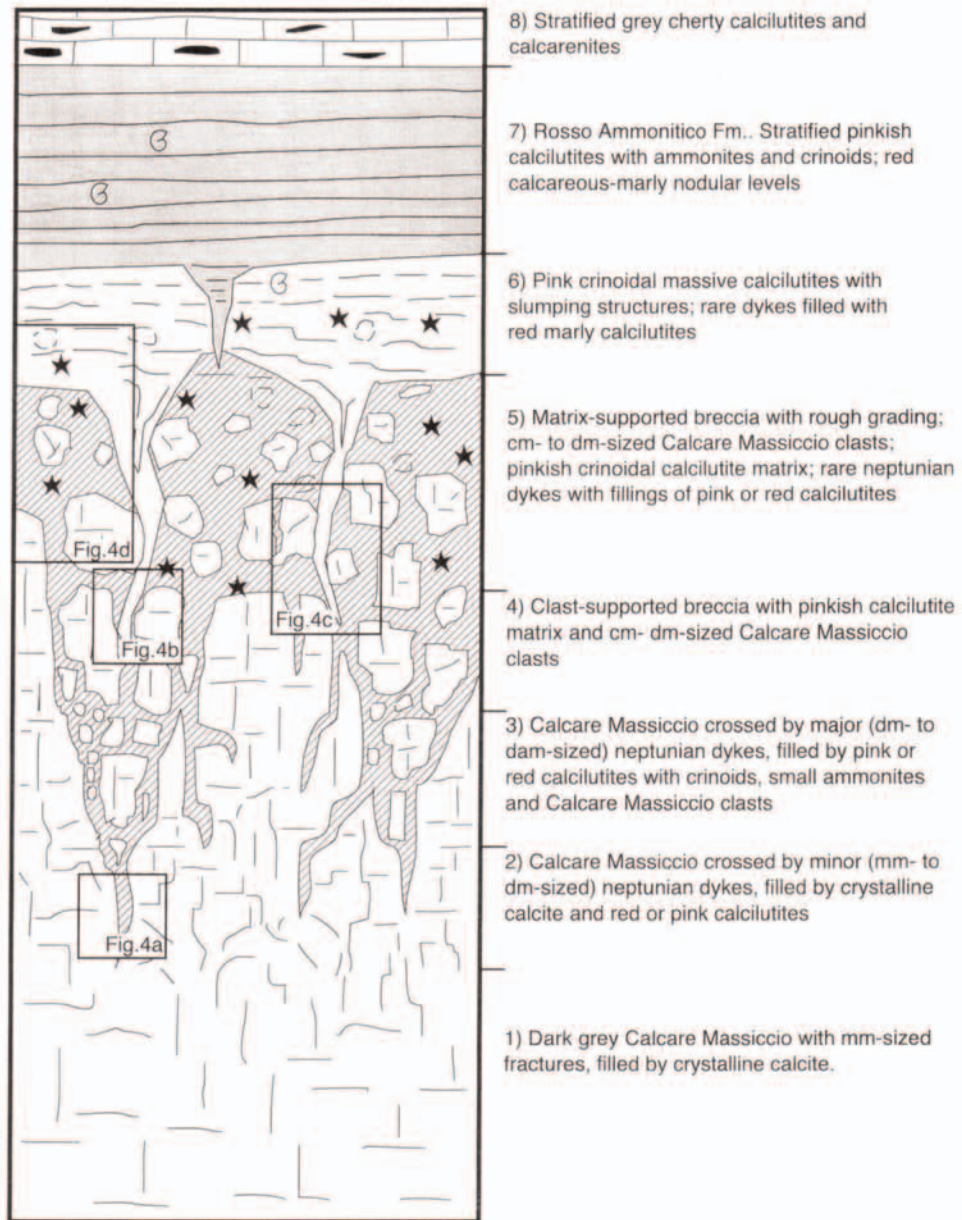 8) Stratified grey cherty calcilutites and
calcarenites
7) Rosso Ammonitico Fm.. Stratified pinkish
calcilutites with ammonites and crinoids; red
calcareous-marly nodular levels
6) Pink crinoidal massive calcilutites with
slumping structures; rare dykes filled with
red marly calcilutites
5) Matrix-supported breccia with rough grading;
cm- to dm-sized Calcare Massiccio clasts;
pinkish crinoidal calcilutite matrix; rare neptunian
dykes with fillings of pink or red calcilutites
Fig.4d
Fig.4c
Fig.4b
4) Clast-supported breccia with pinkish calcilutite
matrix and cm- dm-sized Calcare Massiccio
clasts
3) Calcare Massiccio crossed by major (dm- to
dam-sized) neptunian dykes, filled by pink or
red calcilutites with crinoids, small ammonites
and Calcare Massiccio clasts
2) Calcare Massiccio crossed by minor (mm- to
dm-sized) neptunian dykes, filled by crystalline
calcite and red or pink calcilutites
Fig.4a
1) Dark grey Calcare Massiccio with mm-sized
fractures, filled by crystalline calcite.